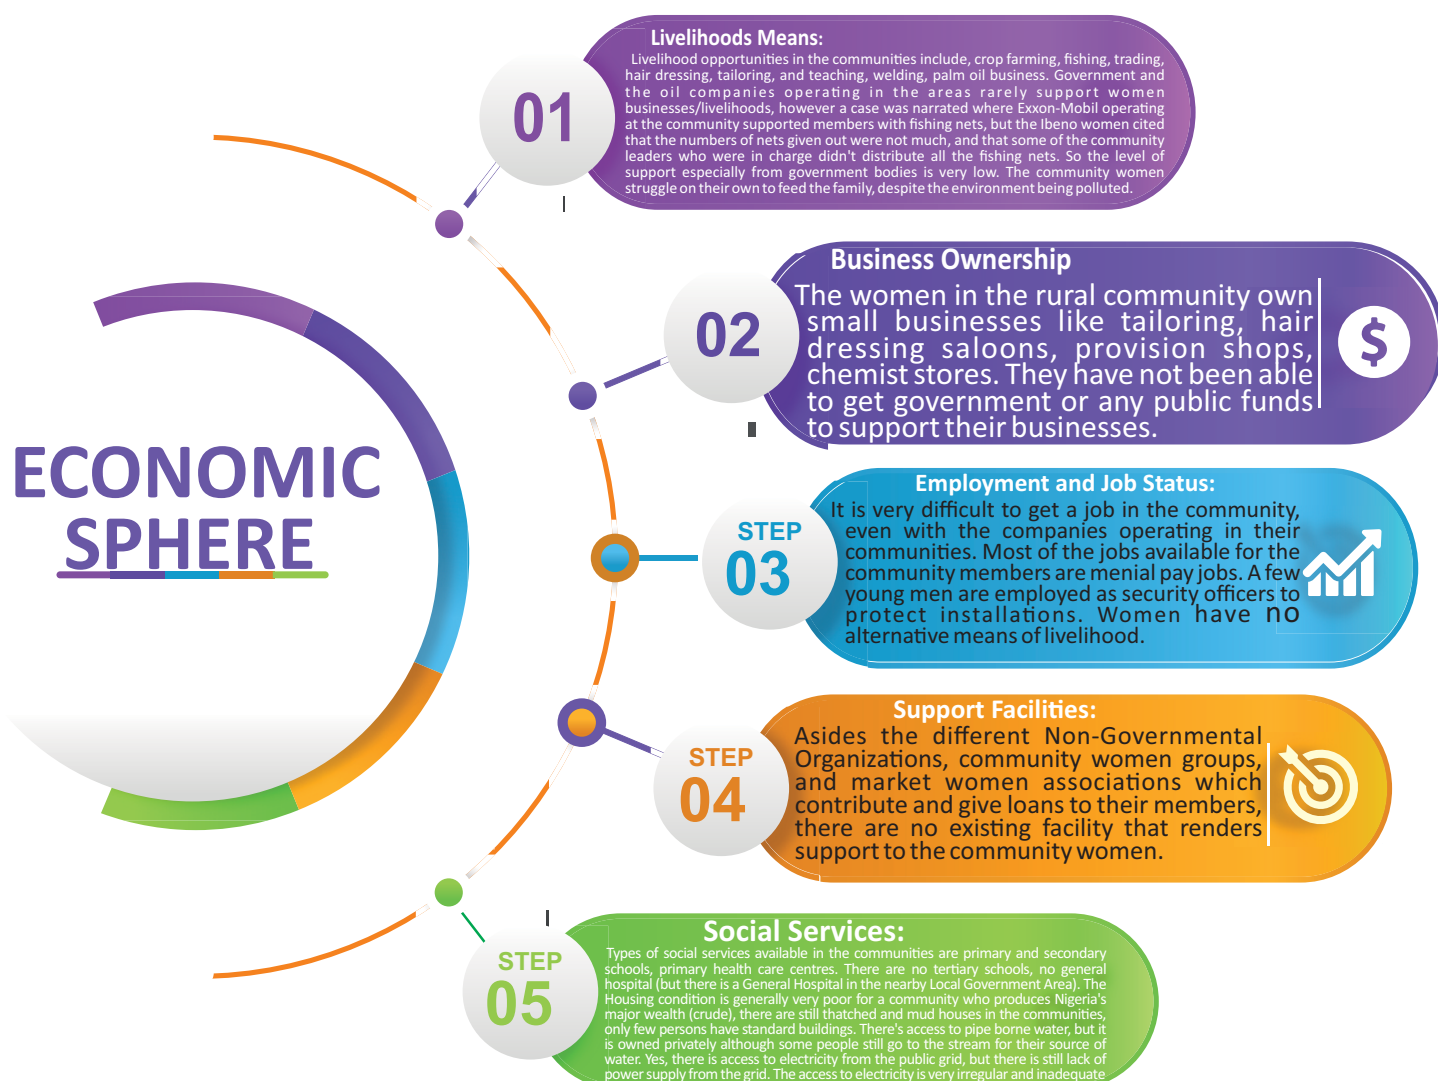 ECONOMIC
SPHERE
01
Livelihoods Means:
Livelihood opportunities in the communities include, crop farming, fishing, trading,
hair dressing, tailoring, and teaching, welding, palm oil business. Government and
the oil companies operating in the areas rarely support women
businesses/livelihoods, however a case was narrated where Exxon-Mobil operating
at the community supported members with fishing nets, but the Ibeno women cited
that the numbers of nets given out were not much, and that some of the community
leaders who were in charge didn't distribute all the fishing nets. So the level of
support especially from government bodies is very low. The community women
struggle on their own to feed the family, despite the environment being polluted.
02
Business Ownership
The women in the rural community own
small businesses like tailoring, hair
dressing saloons, provision shops,
chemist stores. They have not been able
to get government or any public funds
to support their businesses.
$
STEP
03
Employment and Job Status:
It is very difficult to get a job in the community,
even with the companies operating in their
communities. Most of the jobs available for the
community members are menial pay jobs. A few
young men are employed as security officers to
protect installations. Women have no
alternative means of livelihood.
STEP
04
Support Facilities:
Asides the different Non-Governmental
Organizations, community women groups,
and market women associations which
contribute and give loans to their members,
there are no existing facility that renders
support to the community women.
STEP
05
Social Services:
Types of social services available in the communities are primary and secondary
schools, primary health care centres. There are no tertiary schools, no general
hospital (but there is a General Hospital in the nearby Local Government Area). The
Housing condition is generally very poor for a community who produces Nigeria's
major wealth (crude), there are still thatched and mud houses in the communities,
only few persons have standard buildings. There's access to pipe borne water, but it
is owned privately although some people still go to the stream for their source of
water. Yes, there is access to electricity from the public grid, but there is still lack of
power supply from the grid. The access to electricity is very irregular and inadequate